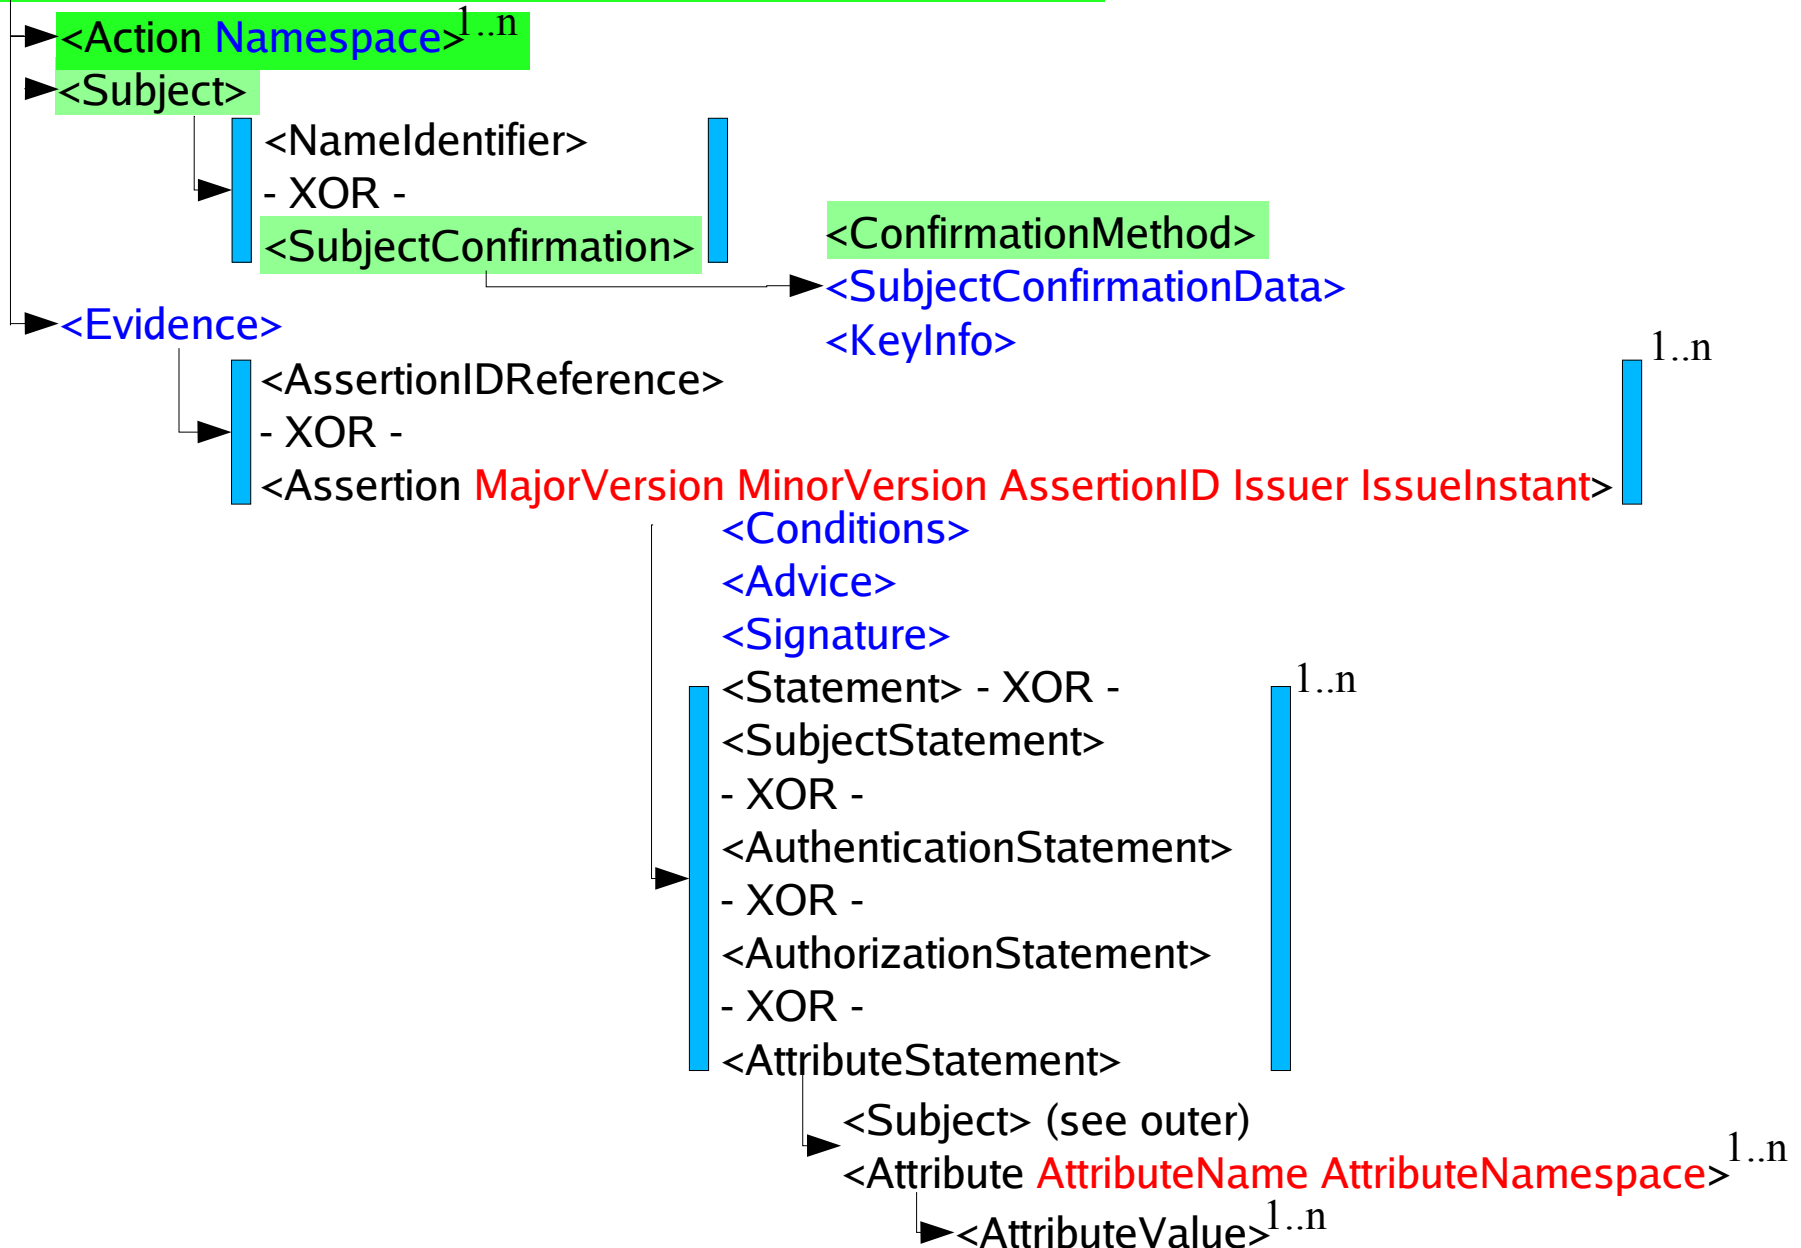 <Action Namespace>1..n
<Subject>
<NameIdentifier>
- XOR -
<SubjectConfirmation>
<ConfirmationMethod>
<SubjectConfirmationData>
<KeyInfo>
<Evidence>
<AssertionIDReference>
- XOR -
<Assertion MajorVersion MinorVersion AssertionID Issuer IssueInstant>
1..n
<Conditions>
<Advice>
<Signature>
<Statement> - XOR -
<SubjectStatement>
- XOR -
<AuthenticationStatement>
- XOR -
<AuthorizationStatement>
- XOR -
<AttributeStatement>
1..n
<Subject> (see outer)
<Attribute AttributeName AttributeNamespace>1..n
<AttributeValue>1..n